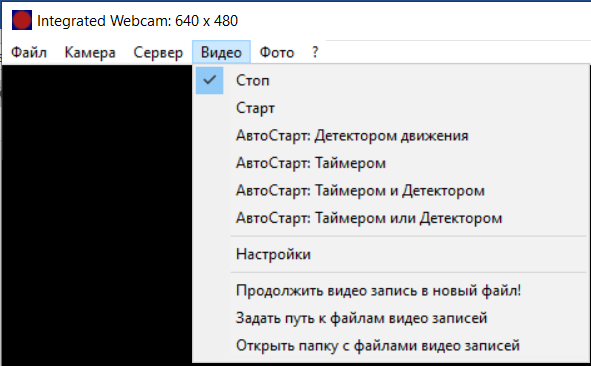 Integrated Webcam: 640 x 480
Файл Камера Сервер Видео Фото ?
Стоп
Старт
АвтоСтарт: Детектором движения
АвтоСтарт: Таймером
АвтоСтарт: Таймером и Детектором
АвтоСтарт: Таймером или Детектором
Настройки
Продолжить видео запись в новый файл!
Задать путь к файлам видео записей
Открыть папку с файлами видео записей